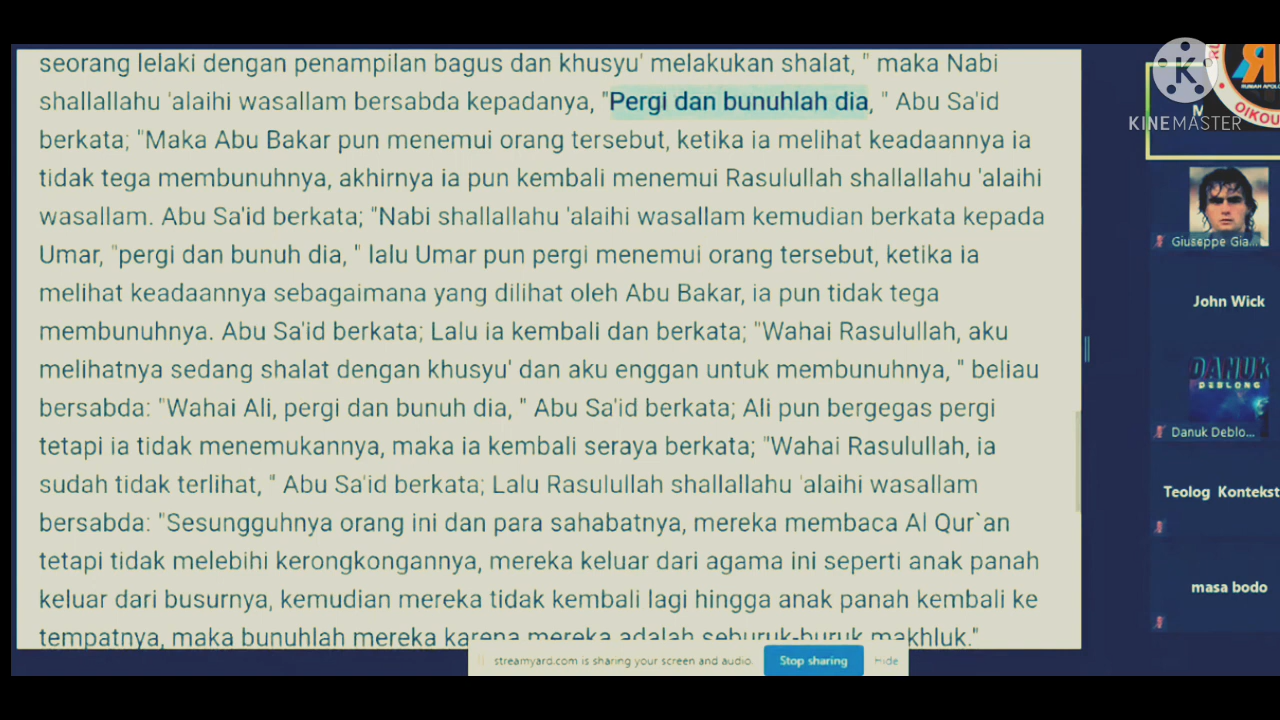 seorang lelaki dengan penampilan bagus dan khusyu' melakukan shalat, " maka Nabi
shallallahu 'alaihi wasallam bersabda kepadanya, "Pergi dan bunuhlah dia, " Abu Sa'id
berkata; "Maka Abu Bakar pun menemui orang tersebut, ketika ia melihat keadaannya ia
tidak tega membunuhnya, akhirnya ia pun kembali menemui Rasulullah shallallahu 'alaihi
wasallam. Abu Sa'id berkata; "Nabi shallallahu 'alaihi wasallam kemudian berkata kepada
Umar, "pergi dan bunuh dia, " lalu Umar pun pergi menemui orang tersebut, ketika ia
melihat keadaannya sebagaimana yang dilihat oleh Abu Bakar, ia pun tidak tega
membunuhnya. Abu Sa'id berkata; Lalu ia kembali dan berkata; "Wahai Rasulullah, aku
melihatnya sedang shalat dengan khusyu' dan aku enggan untuk membunuhnya, " beliau
bersabda: "Wahai Ali, pergi dan bunuh dia, " Abu Sa'id berkata; Ali pun bergegas pergi
tetapi ia tidak menemukannya, maka ia kembali seraya berkata; "Wahai Rasulullah, ia
sudah tidak terlihat, " Abu Sa'id berkata; Lalu Rasulullah shallallahu 'alaihi wasallam
bersabda: "Sesungguhnya orang ini dan para sahabatnya, mereka membaca Al Qur`an
tetapi tidak melebihi kerongkongannya, mereka keluar dari agama ini seperti anak panah
keluar dari busurnya, kemudian mereka tidak kembali lagi hingga anak panah kembali ke
tempatnya, maka bunuhlah mereka karena mereka adalah seburuk-buruk makhluk."
streamyard.com is sharing your screen and audio.
Stop sharing
Hide
K
KINEMASTER
OIKOU
Giuseppe Gia...
John Wick
DANUK
DEBLONG
Danuk Deblo...
Teolog Kontekst
masa bodo